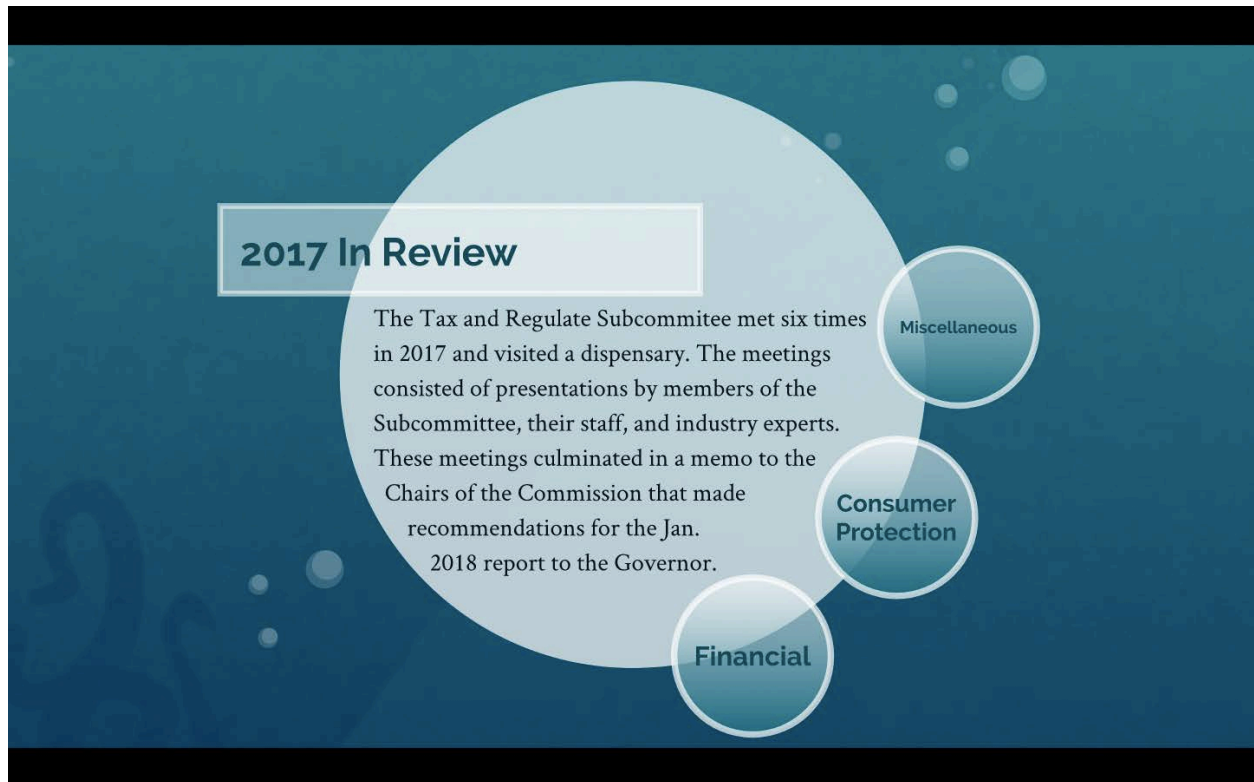 2017 In Review
The Tax and Regulate Subcommitee met six times
in 2017 and visited a dispensary. The meetings
consisted of presentations by members of the
Subcommittee, their staff, and industry experts.
These meetings culminated in a memo to the
Chairs of the Commission that made
recommendations for the Jan.
2018 report to the Governor.
Miscellaneous
Consumer
Protection
Financial